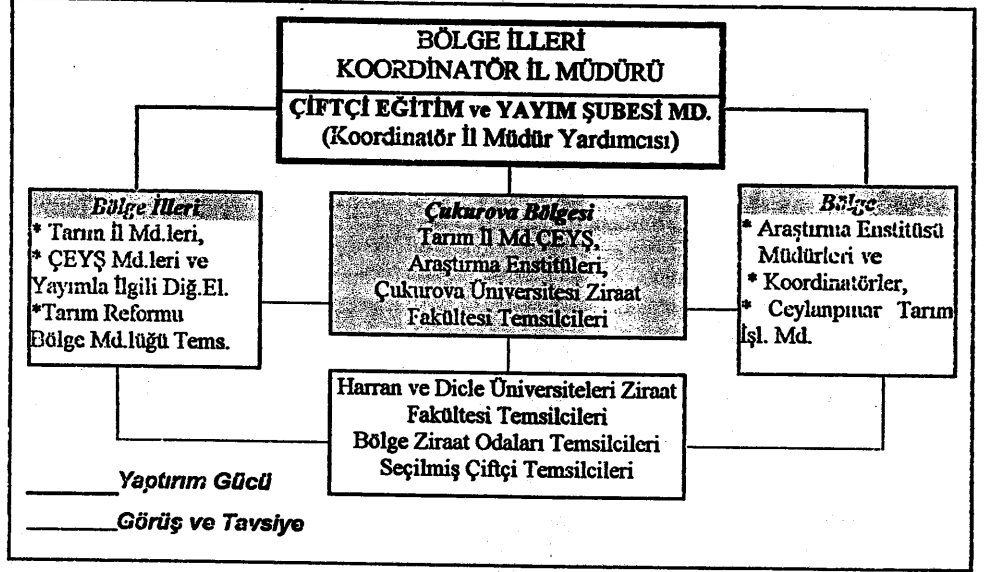 BÖLGE İLLERİ
KOORDİNATÖR İL MÜDÜRÜ
ÇİFTÇİ EĞİTİM ve YAYIM ŞUBESİ MD.
(Koordinatör İl Müdür Yardımcısı)
Bölge İlleri
* Tarım İl Md.leri,
* ÇEYŞ Md.leri ve
Yayımla İlgili Diğ.El.
*Tarım Reformu
Bölge Md.lüğü Tems.
Çukurova Bölgesi
Tarım İl Md.ÇEYŞ,
Araştırma Enstitüleri,
Çukurova Üniversitesi Ziraat
Fakültesi Temsilcileri
Bölge
* Araştırma Enstitüsü
Müdürleri ve
* Koordinatörler,
* Ceylanpınar Tarım
İşl. Md.
Harran ve Dicle Üniversiteleri Ziraat
Fakültesi Temsilcileri
Bölge Ziraat Odaları Temsilcileri
Seçilmiş Çiftçi Temsilcileri
Yaptırım Gücü
Görüş ve Tavsiye